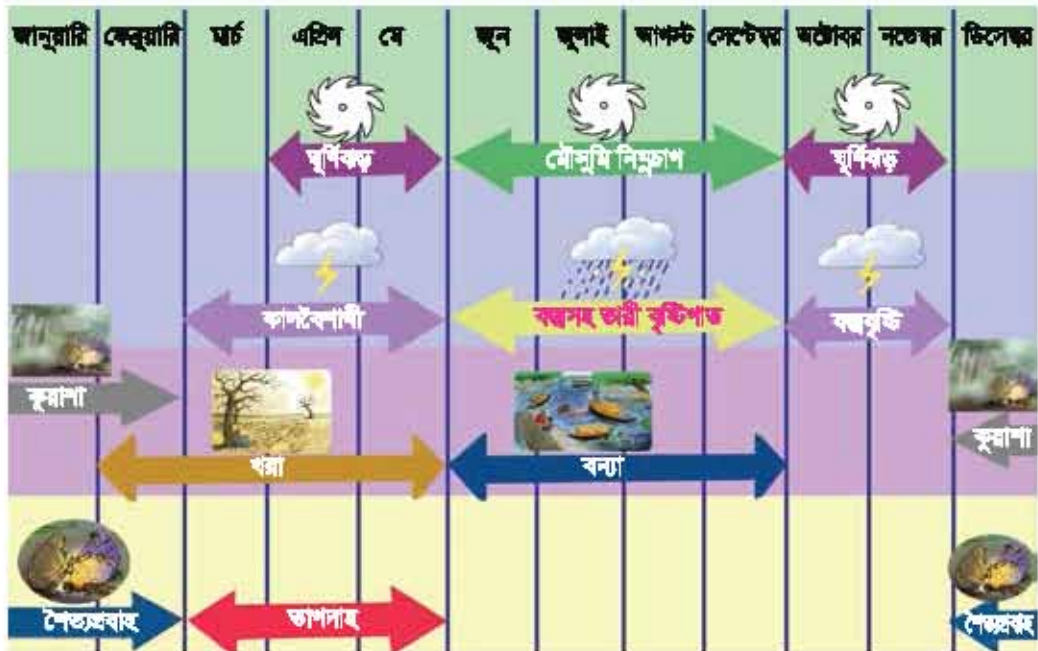 জানুয়ারি ফেব্রুয়ারি মার্চ এপ্রিল মে জুন জুলাই আগস্ট সেপ্টেম্বর অক্টোবর নভেম্বর ডিসেম্বর
ঘূর্ণিঝড় মৌসুমি নিম্নচাপ ঘূর্ণিঝড়
কালবৈশাখী বজ্রসহ ভারী বৃষ্টিপাত বজ্রবৃষ্টি
কুয়াশা কুয়াশা
খরা বন্যা
শৈত্যপ্রবাহ তাপদাহ শৈত্যপ্রবাহ